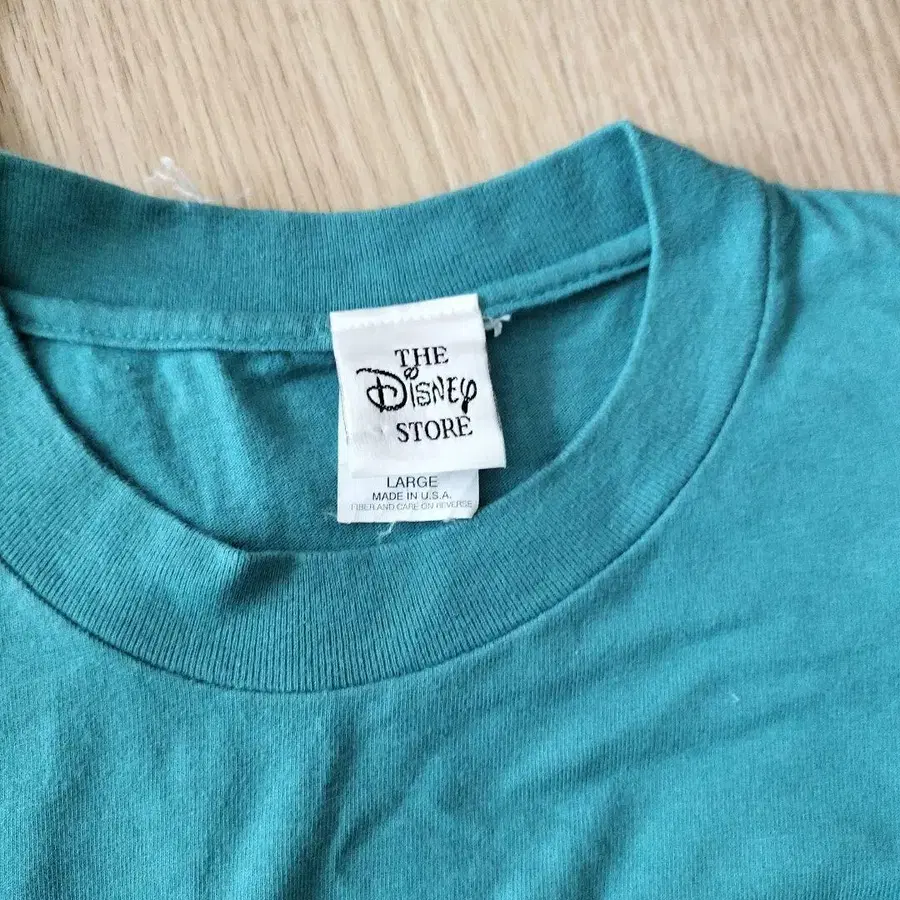 THE
Disney
STORE
LARGE
MADE IN U.S.A.
FIBER AND CARE ON REVERSE